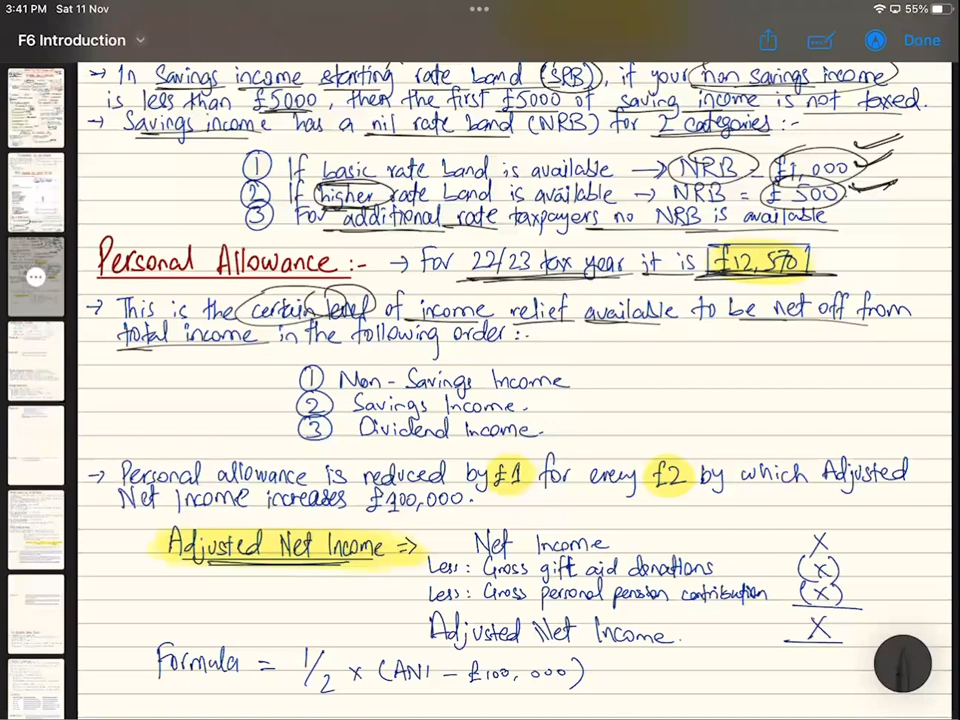 3:41 PM Sat 11 Nov
55%
F6 Introduction
Done
→ In Savings income starting rate band (SRB), if your non savings income
is less than £5000, then the first £5000 of saving income is not taxed.
→ Savings income has a nil rate band (NRB) for 2 categories :-
① If basic rate band is available → NRB = £1,000
② If higher rate band is available → NRB = £500
③ For additional rate taxpayers no NRB is available
Personal Allowance :- → For 22/23 tax year it is £12,570
→ This is the certain level of income relief available to be net off from
total income in the following order :-
① Non-Savings Income
② Savings Income.
③ Dividend Income.
→ Personal allowance is reduced by £1 for every £2 by which Adjusted
Net Income increases £100,000.
Adjusted Net Income ⇒ Net Income X
Less: Gross gift aid donations (X)
Less: Gross personal pension contribution (X)
Adjusted Net Income. X
Formula = 1/2 x (ANI - £100,000)